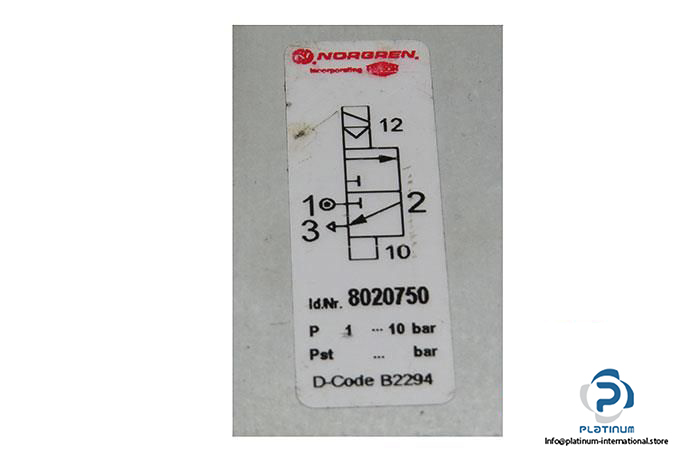 NORGREN.
Incorporating
12
1
2
3
10
Id.Nr. 8020750
P 1 ... 10 bar
Pst ... bar
D-Code B2294
PLATINUM
Info@platinum-international.store